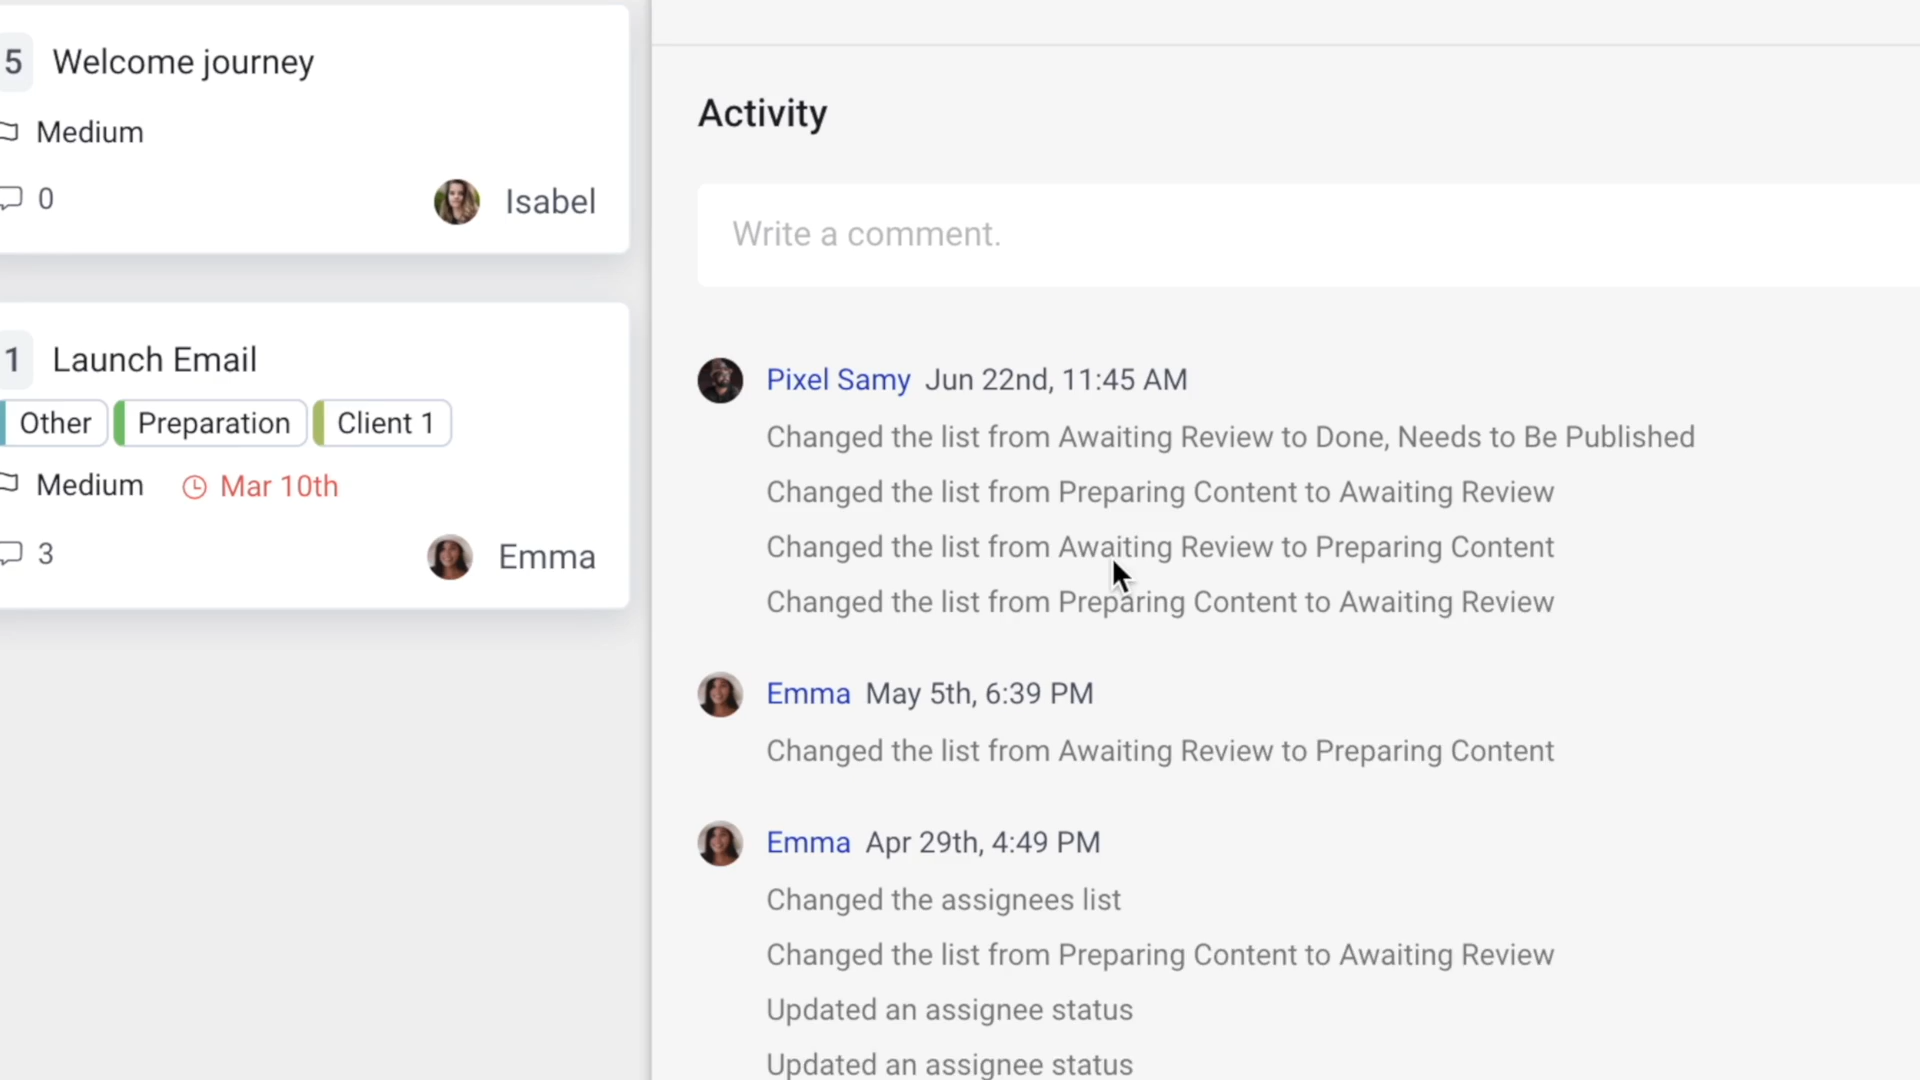 5 Welcome journey
Medium
0 Isabel
1 Launch Email
Other Preparation Client 1
Medium Mar 10th
3 Emma
Activity
Write a comment.
Pixel Samy Jun 22nd, 11:45 AM
Changed the list from Awaiting Review to Done, Needs to Be Published
Changed the list from Preparing Content to Awaiting Review
Changed the list from Awaiting Review to Preparing Content
Changed the list from Preparing Content to Awaiting Review
Emma May 5th, 6:39 PM
Changed the list from Awaiting Review to Preparing Content
Emma Apr 29th, 4:49 PM
Changed the assignees list
Changed the list from Preparing Content to Awaiting Review
Updated an assignee status
Updated an assignee status